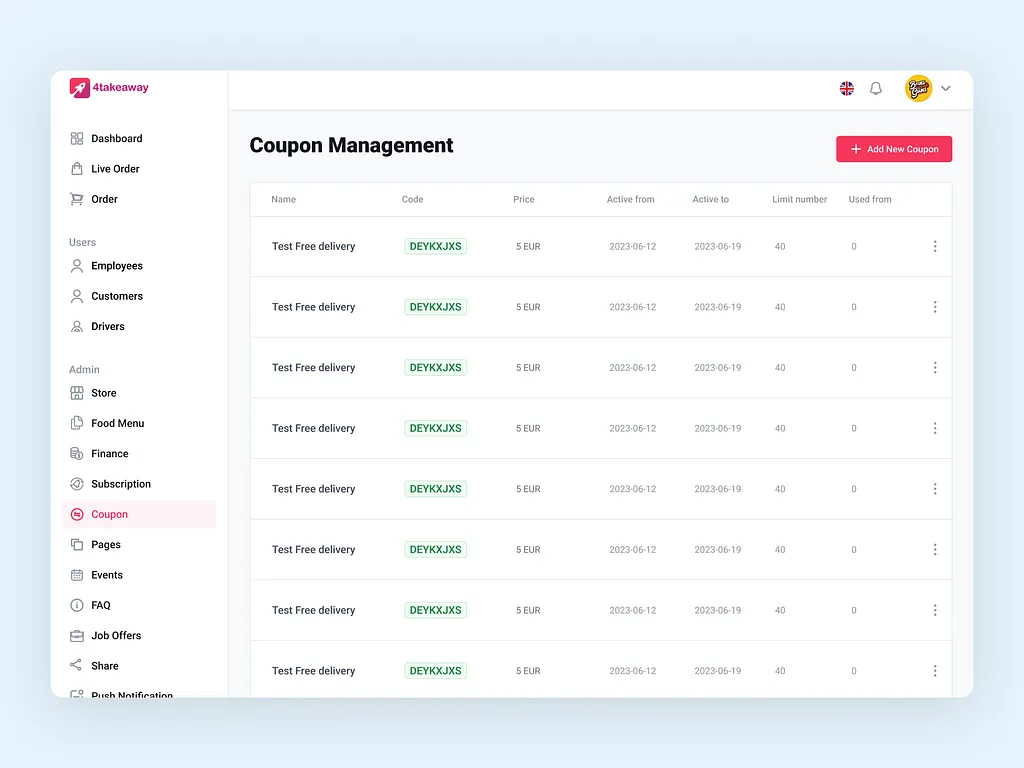 4takeaway
Dashboard
Live Order
Order
Users
Employees
Customers
Drivers
Admin
Store
Food Menu
Finance
Subscription
Coupon
Pages
Events
FAQ
Job Offers
Share
Push Notification
Coupon Management
Add New Coupon
Name Code Price Active from Active to Limit number Used from
Test Free delivery DEYKXJXS 5 EUR 2023-06-12 2023-06-19 40 0
Test Free delivery DEYKXJXS 5 EUR 2023-06-12 2023-06-19 40 0
Test Free delivery DEYKXJXS 5 EUR 2023-06-12 2023-06-19 40 0
Test Free delivery DEYKXJXS 5 EUR 2023-06-12 2023-06-19 40 0
Test Free delivery DEYKXJXS 5 EUR 2023-06-12 2023-06-19 40 0
Test Free delivery DEYKXJXS 5 EUR 2023-06-12 2023-06-19 40 0
Test Free delivery DEYKXJXS 5 EUR 2023-06-12 2023-06-19 40 0
Test Free delivery DEYKXJXS 5 EUR 2023-06-12 2023-06-19 40 0